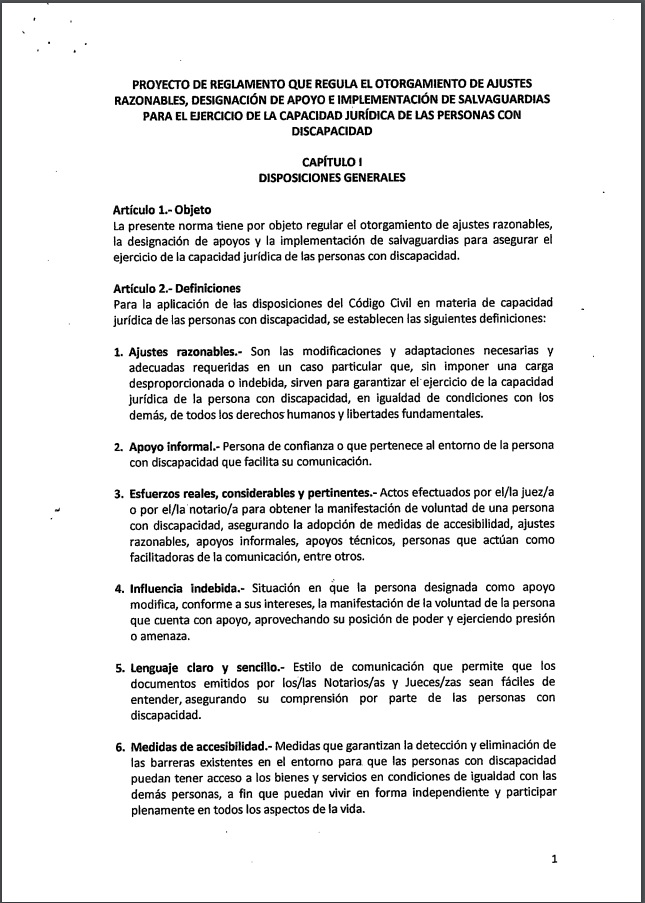 PROYECTO DE REGLAMENTO QUE REGULA EL OTORGAMIENTO DE AJUSTES
RAZONABLES, DESIGNACIÓN DE APOYO E IMPLEMENTACIÓN DE SALVAGUARDIAS
PARA EL EJERCICIO DE LA CAPACIDAD JURÍDICA DE LAS PERSONAS CON
DISCAPACIDAD
CAPÍTULO I
DISPOSICIONES GENERALES
Artículo 1.- Objeto
La presente norma tiene por objeto regular el otorgamiento de ajustes razonables,
la designación de apoyos y la implementación de salvaguardias para asegurar el
ejercicio de la capacidad jurídica de las personas con discapacidad.
Artículo 2.- Definiciones
Para la aplicación de las disposiciones del Código Civil en materia de capacidad
jurídica de las personas con discapacidad, se establecen las siguientes definiciones:
1. Ajustes razonables.- Son las modificaciones y adaptaciones necesarias y
adecuadas requeridas en un caso particular que, sin imponer una carga
desproporcionada o indebida, sirven para garantizar el ejercicio de la capacidad
jurídica de la persona con discapacidad, en igualdad de condiciones con los
demás, de todos los derechos humanos y libertades fundamentales.
2. Apoyo informal.- Persona de confianza o que pertenece al entorno de la persona
con discapacidad que facilita su comunicación.
3. Esfuerzos reales, considerables y pertinentes.- Actos efectuados por el/la juez/a
o por el/la notario/a para obtener la manifestación de voluntad de una persona
con discapacidad, asegurando la adopción de medidas de accesibilidad, ajustes
razonables, apoyos informales, apoyos técnicos, personas que actúan como
facilitadoras de la comunicación, entre otros.
4. Influencia indebida.- Situación en que la persona designada como apoyo
modifica, conforme a sus intereses, la manifestación de la voluntad de la persona
que cuenta con apoyo, aprovechando su posición de poder y ejerciendo presión
o amenaza.
5. Lenguaje claro y sencillo.- Estilo de comunicación que permite que los
documentos emitidos por los/las Notarios/as y Jueces/zas sean fáciles de
entender, asegurando su comprensión por parte de las personas con
discapacidad.
6. Medidas de accesibilidad.- Medidas que garantizan la detección y eliminación de
las barreras existentes en el entorno para que las personas con discapacidad
puedan tener acceso a los bienes y servicios en condiciones de igualdad con las
demás personas, a fin que puedan vivir en forma independiente y participar
plenamente en todos los aspectos de la vida.
1